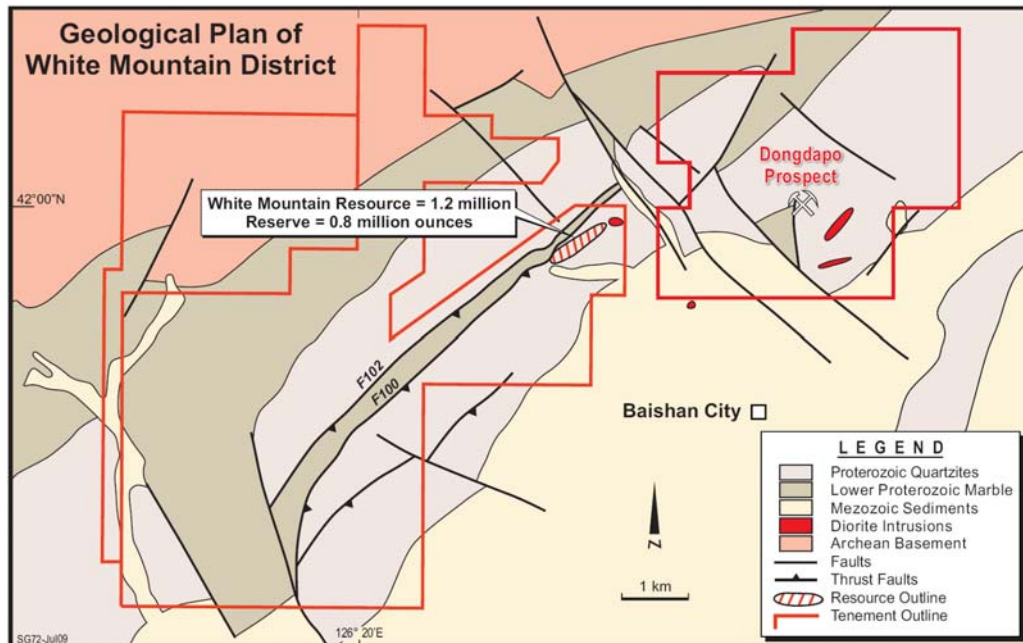 Geological Plan of
White Mountain District
Dongdapo
Prospect
42°00"N
White Mountain Resource = 1.2 million
Reserve = 0.8 million ounces
F102
F100
Baishan City
LEGEND
Proterozoic Quartzites
Lower Proterozoic Marble
Mezozoic Sediments
Diorite Intrusions
Archean Basement
Faults
Thrust Faults
Resource Outline
Tenement Outline
N
1 km
SG72-Jul09
126° 20'E